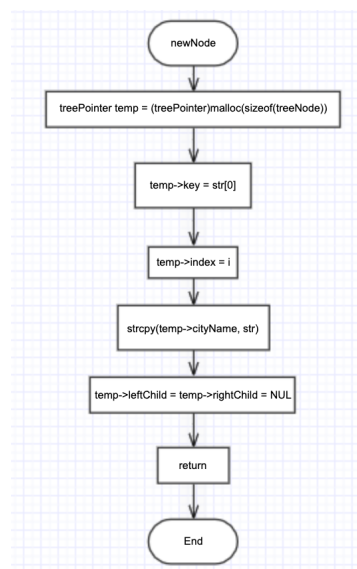 newNode
treePointer temp = (treePointer)malloc(sizeof(treeNode))
temp->key = str[0]
temp->index = i
strcpy(temp->cityName, str)
temp->leftChild = temp->rightChild = NUL
return
End